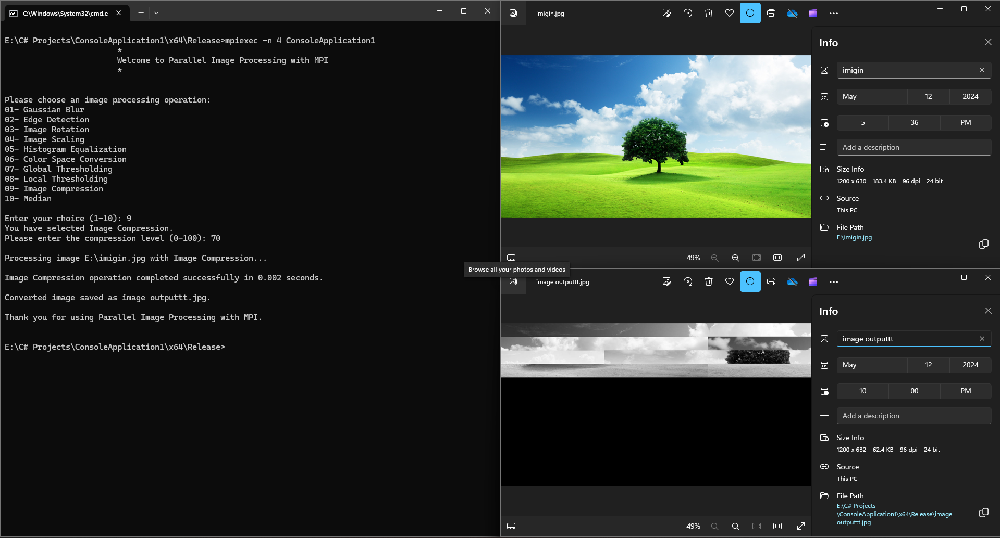 C:\Windows\System32\cmd.e
E:\C# Projects\ConsoleApplication1\x64\Release>mpiexec -n 4 ConsoleApplication1
*
Welcome to Parallel Image Processing with MPI
*
Please choose an image processing operation:
01- Gaussian Blur
02- Edge Detection
03- Image Rotation
04- Image Scaling
05- Histogram Equalization
06- Color Space Conversion
07- Global Thresholding
08- Local Thresholding
09- Image Compression
10- Median
Enter your choice (1-10): 9
You have selected Image Compression.
Please enter the compression level (0-100): 70
Processing image E:\imigin.jpg with Image Compression...
Image Compression operation completed successfully in 0.002 seconds.
Converted image saved as image outputtt.jpg.
Thank you for using Parallel Image Processing with MPI.
E:\C# Projects\ConsoleApplication1\x64\Release>
imigin.jpg
Info
imigin
May 12 2024
5 36 PM
Add a description
Size Info
1200 x 630 183.4 KB 96 dpi 24 bit
Source
This PC
File Path
E:\imigin.jpg
49%
1:1
Browse all your photos and videos
image outputtt.jpg
Info
image outputtt
May 12 2024
10 00 PM
Add a description
Size Info
1200 x 632 62.4 KB 96 dpi 24 bit
Source
This PC
File Path
E:\C# Projects
\ConsoleApplication1\x64\Release\image
outputtt.jpg
49%
1:1